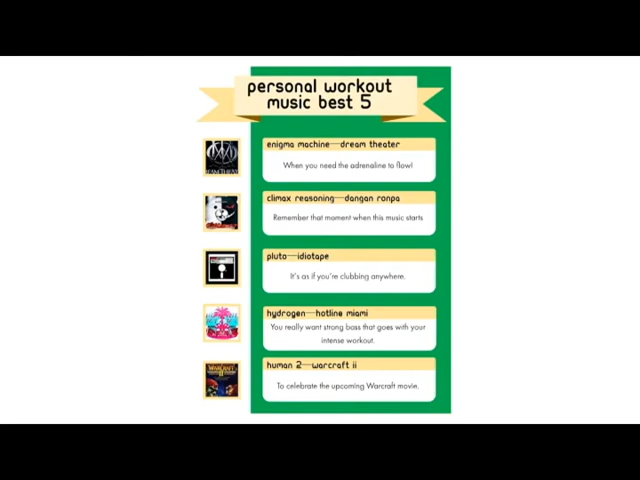 personal workout
music best 5
enigma machine—dream theater
When you need the adrenaline to flow!
climax reasoning—dangan ronpa
Remember that moment when this music starts
pluto—idiotape
It's as if you're clubbing anywhere.
hydrogen—hotline miami
You really want strong bass that goes with your
intense workout.
WARCRAFT
human 2—warcraft ii
To celebrate the upcoming Warcraft movie.